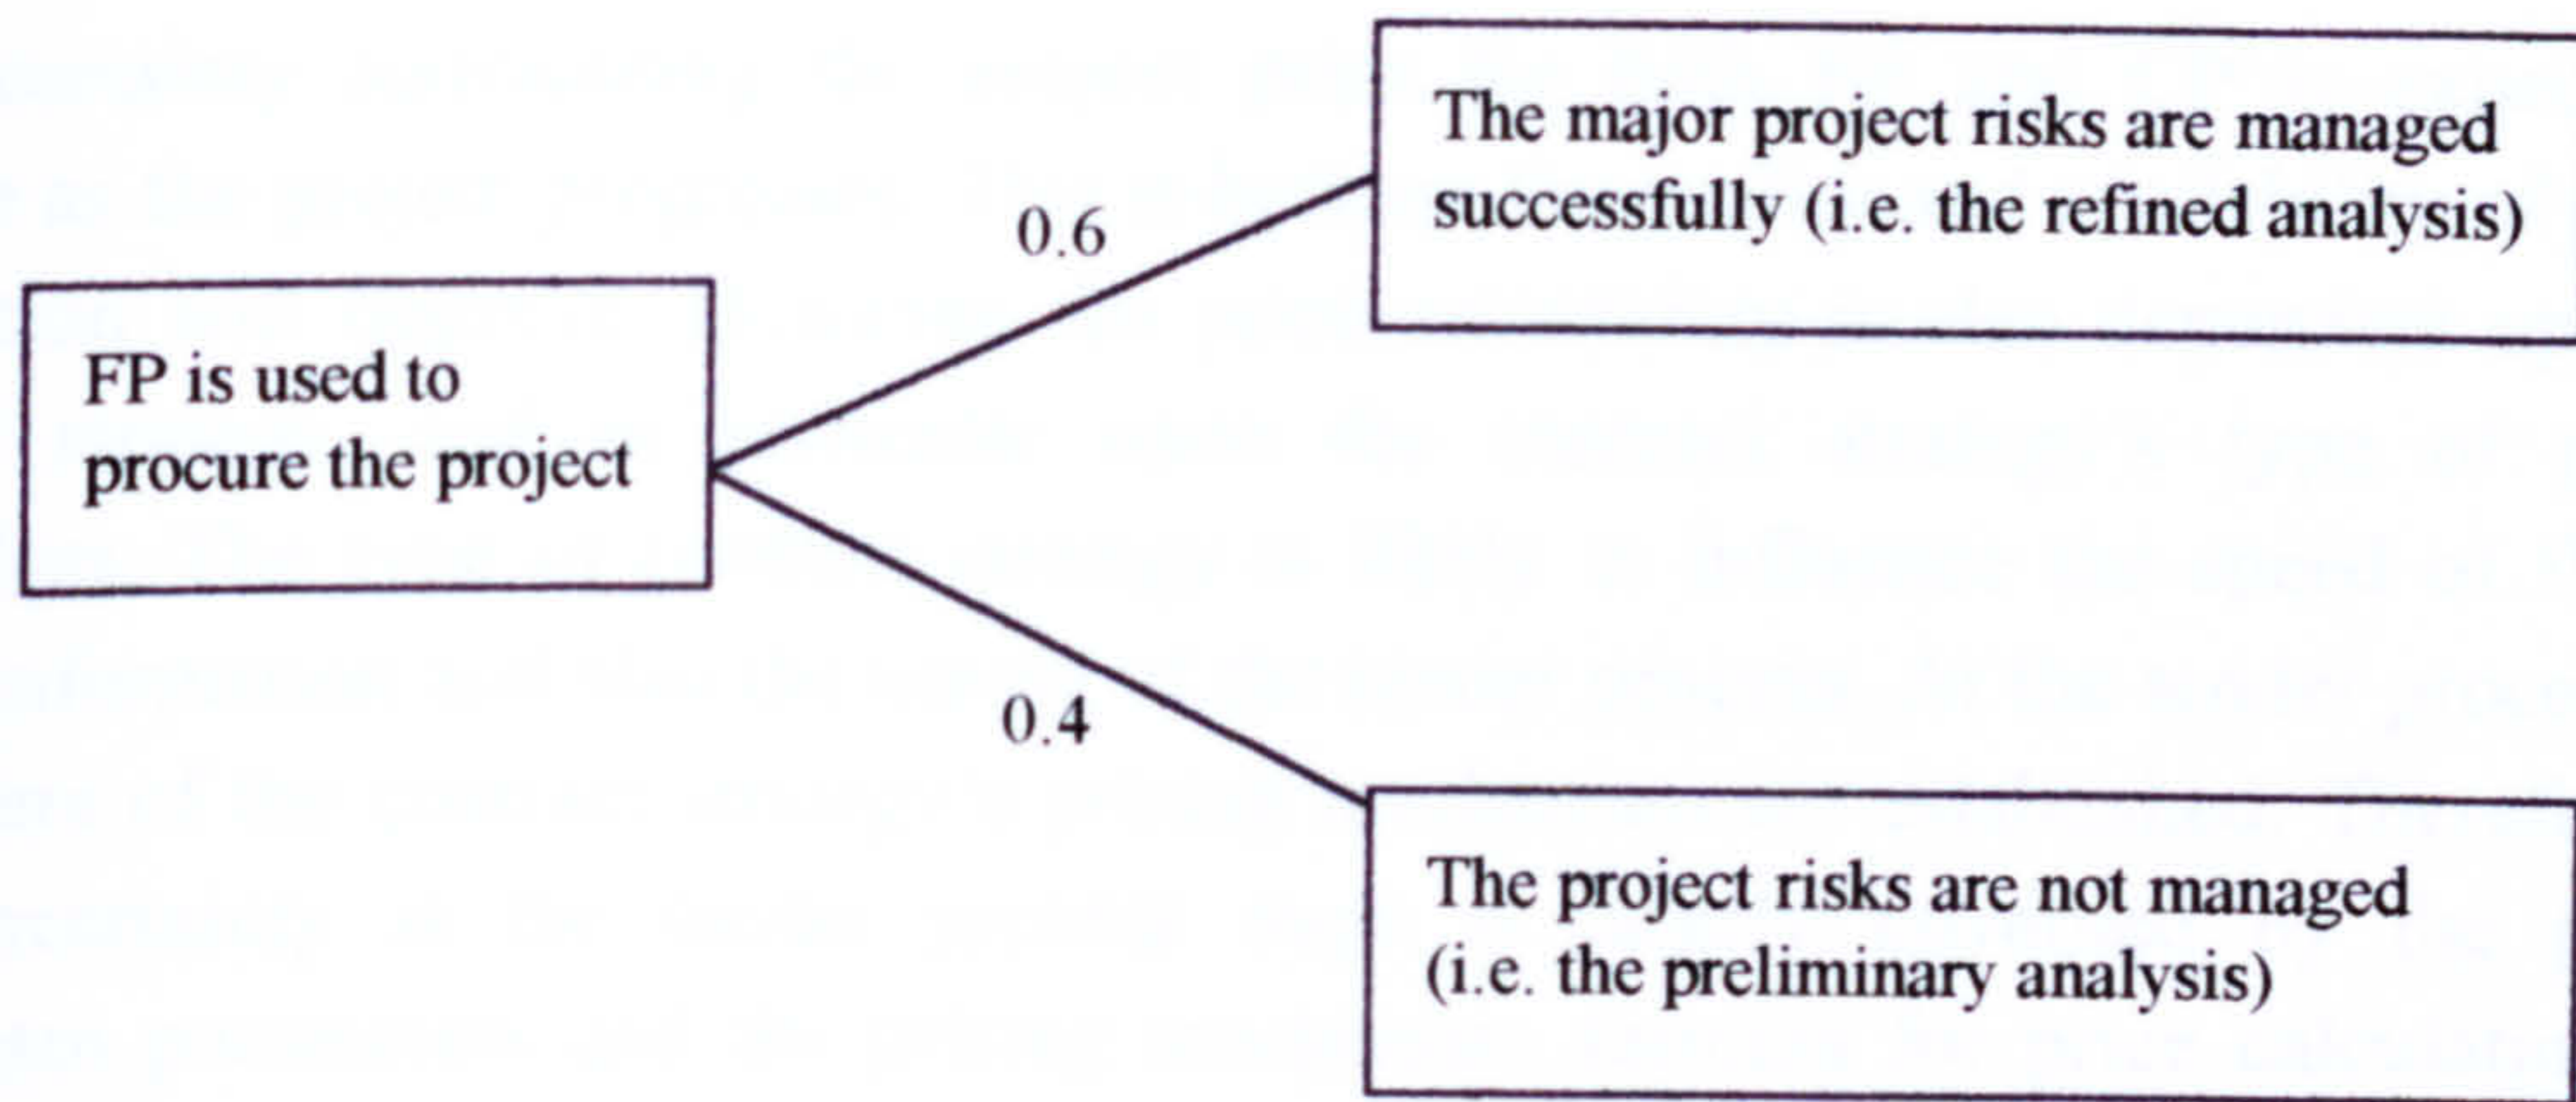 The major project risks are managed
successfully (i.e. the refined analysis)
0.6
FP is used to
procure the project
0.4
The project risks are not managed
(i.e. the preliminary analysis)